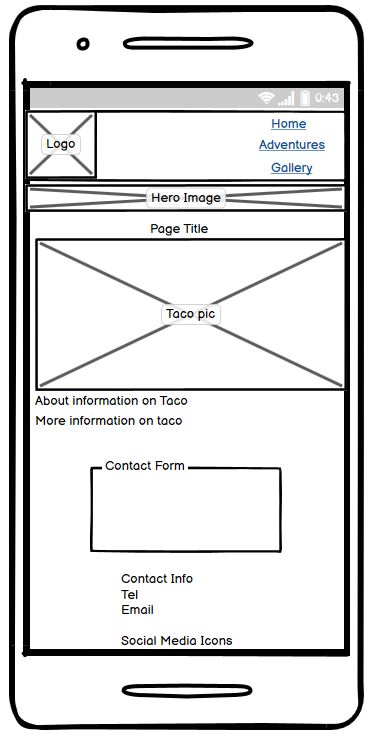 0:43
Logo
Home
Adventures
Gallery
Hero Image
Page Title
Taco pic
About information on Taco
More information on taco
Contact Form
Contact Info
Tel
Email
Social Media Icons